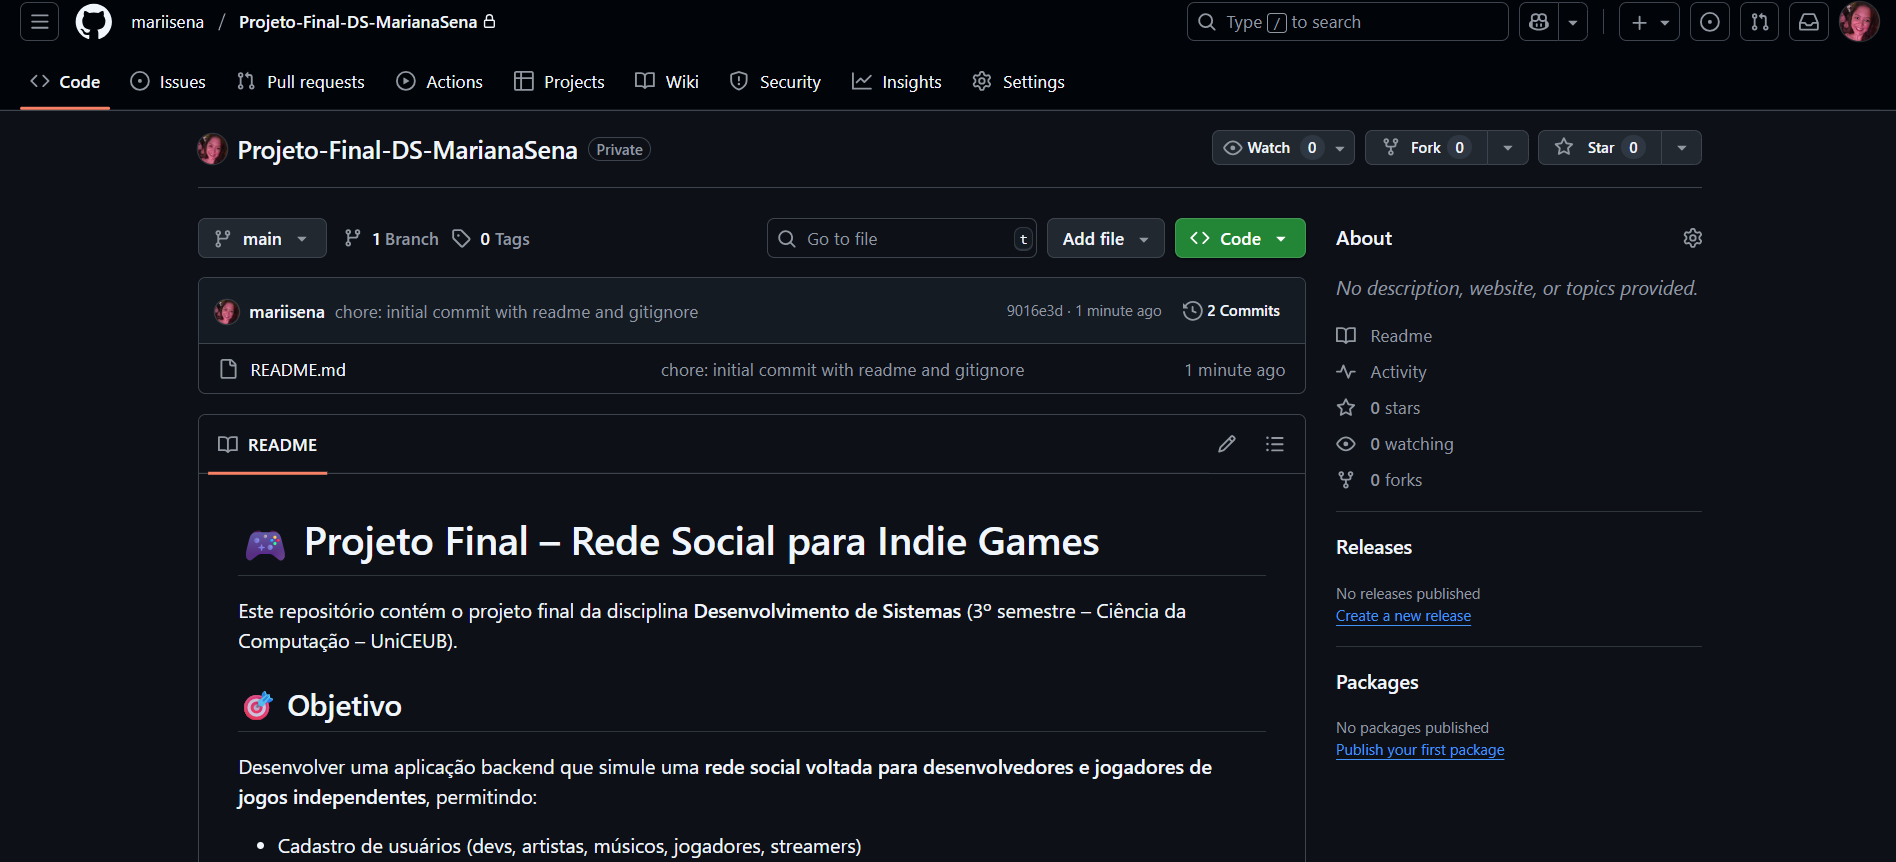 mariisena / Projeto-Final-DS-MarianaSena
Type / to search
Code Issues Pull requests Actions Projects Wiki Security Insights Settings
Projeto-Final-DS-MarianaSena Private
Watch 0 Fork 0 Star 0
main 1 Branch 0 Tags
Go to file t Add file Code
mariisena chore: initial commit with readme and gitignore 9016e3d · 1 minute ago 2 Commits
README.md chore: initial commit with readme and gitignore 1 minute ago
README
Projeto Final – Rede Social para Indie Games
Este repositório contém o projeto final da disciplina Desenvolvimento de Sistemas (3º semestre – Ciência da
Computação – UniCEUB).
Objetivo
Desenvolver uma aplicação backend que simule uma rede social voltada para desenvolvedores e jogadores de
jogos independentes, permitindo:
• Cadastro de usuários (devs, artistas, músicos, jogadores, streamers)
About
No description, website, or topics provided.
Readme
Activity
0 stars
0 watching
0 forks
Releases
No releases published
Create a new release
Packages
No packages published
Publish your first package